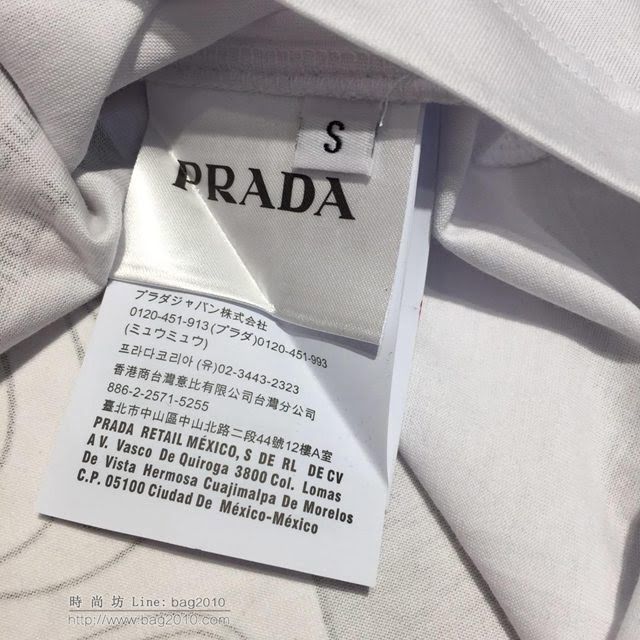 S
PRADA
プラダジャパン株式会社
0120-451-913(プラダ)0120-451-993
(ミュウミュウ)
프라다코리아 (유)02-3443-2323
香港商台灣意比有限公司台灣分公司
886-2-2571-5255
臺北市中山區中山北路二段44號12樓A室
PRADA RETAIL MÉXICO, S DE RL DE CV
A V. Vasco De Quiroga 3800 Col. Lomas
De Vista Hermosa Cuajimalpa De Morelos
C.P. 05100 Ciudad De México-México
時尚坊 Line: bag2010
http://www.bag2010.com